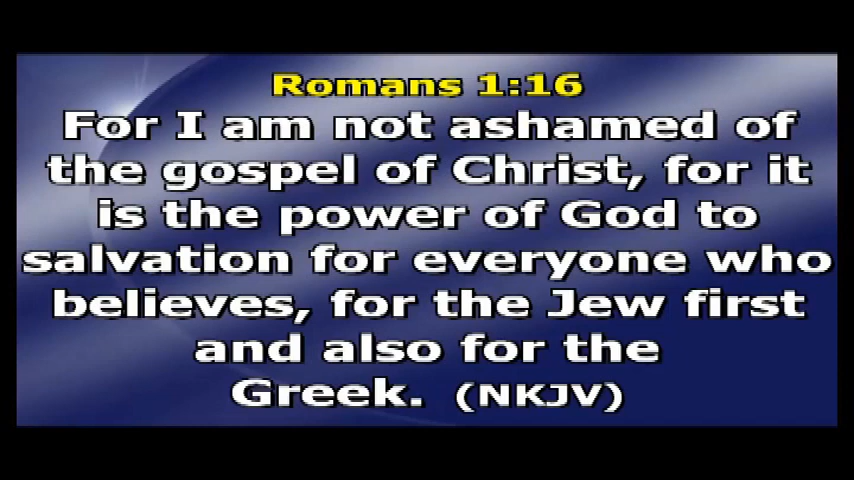 Romans 1:16
For I am not ashamed of
the gospel of Christ, for it
is the power of God to
salvation for everyone who
believes, for the Jew first
and also for the
Greek. (NKJV)